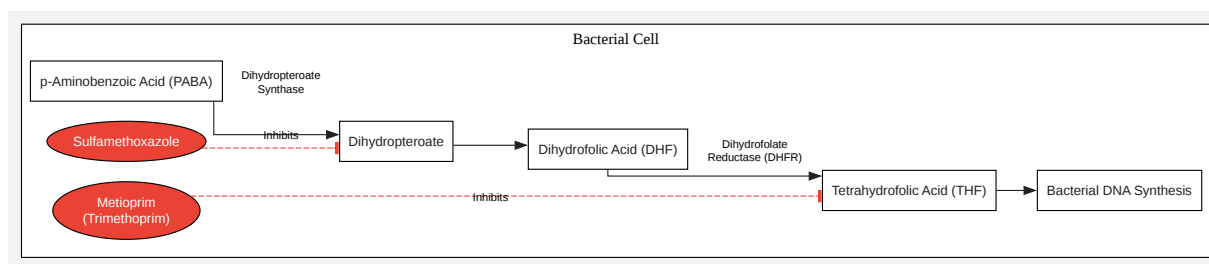 Bacterial Cell
p-Aminobenzoic Acid (PABA)
Dihydropteroate
Synthase
Sulfamethoxazole
Inhibits
Dihydropteroate
Dihydrofolic Acid (DHF)
Dihydrofolate
Reductase (DHFR)
Metioprim
(Trimethoprim)
Inhibits
Tetrahydrofolic Acid (THF)
Bacterial DNA Synthesis